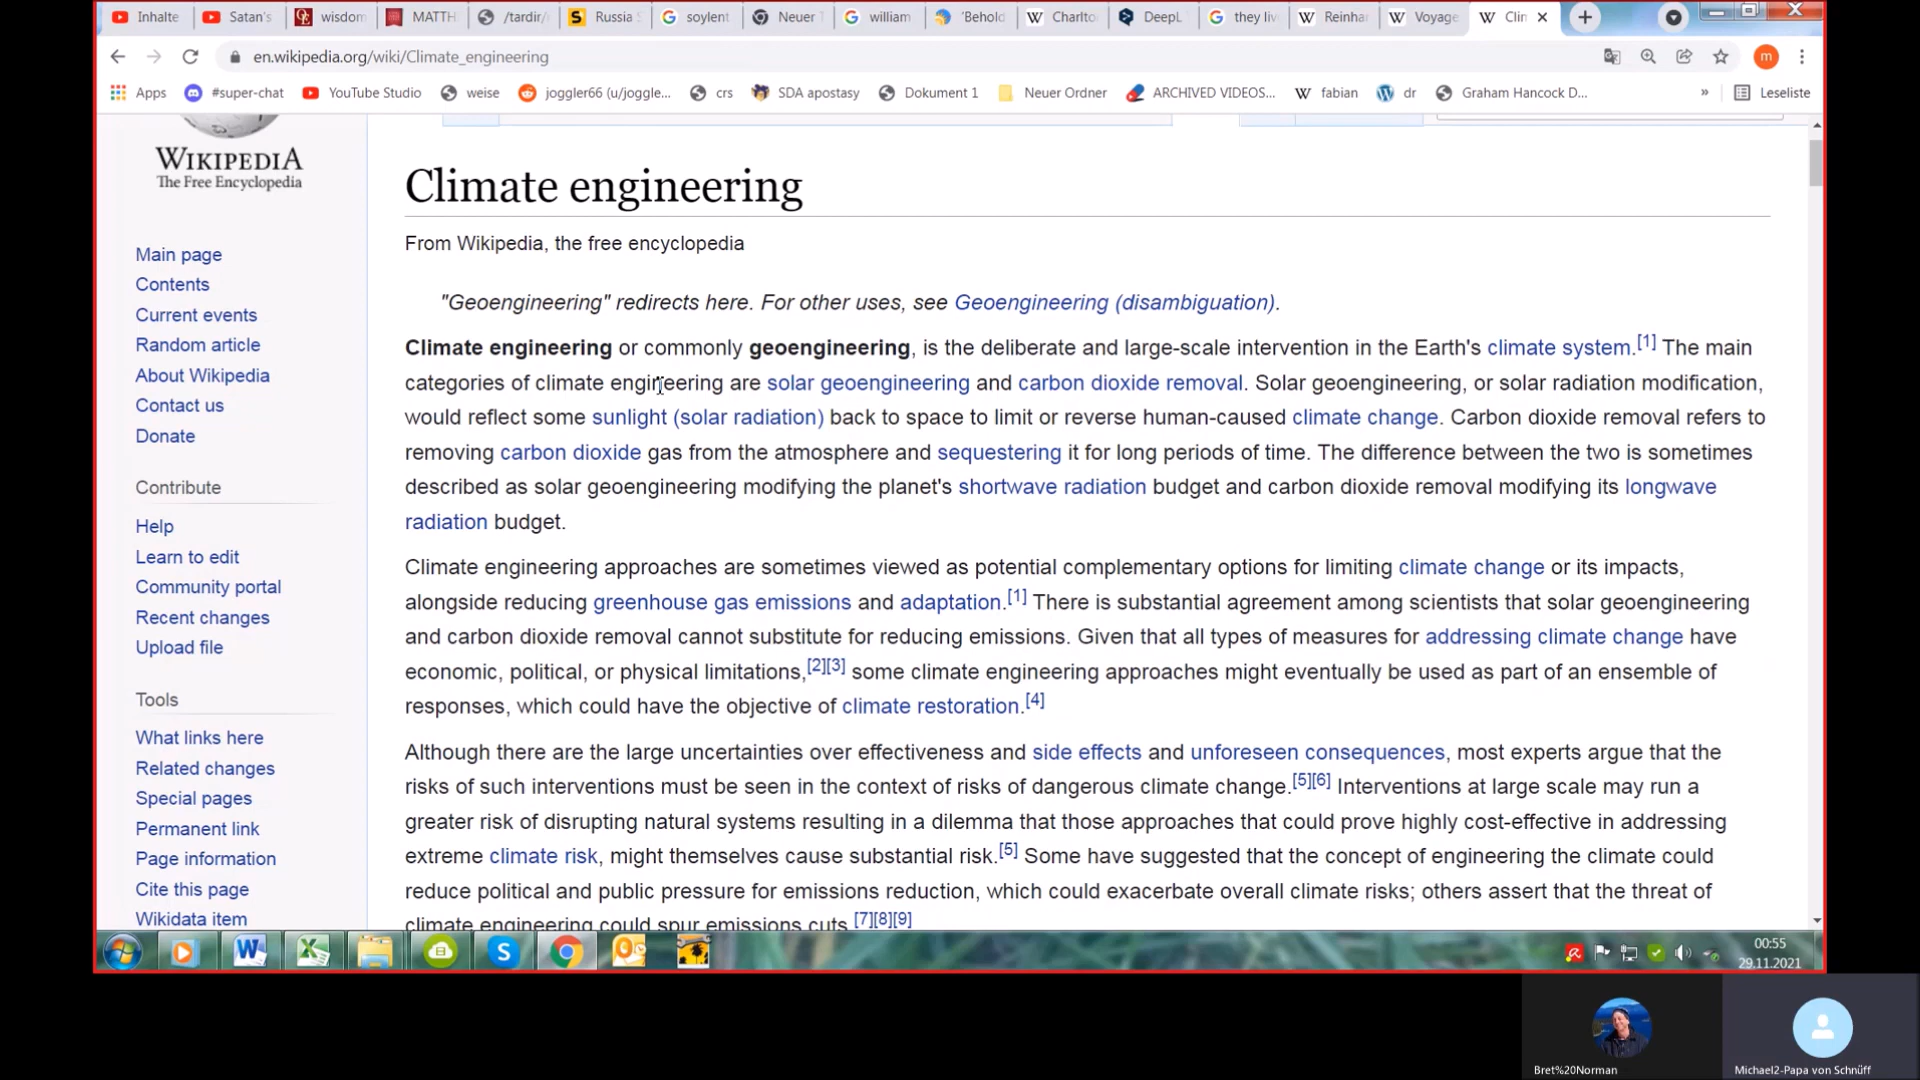 Inhalte
Satan's
wisdom
MATTH
/tardir/
Russia S
soylent
Neuer T
william
'Behold
Charlto
DeepL
they liv
Reinha
Voyage
Clim
en.wikipedia.org/wiki/Climate_engineering
m
Apps
#super-chat
YouTube Studio
weise
joggler66 (u/joggle...
crs
SDA apostasy
Dokument 1
Neuer Ordner
ARCHIVED VIDEOS...
fabian
dr
Graham Hancock D...
»
Leseliste
WIKIPEDIA
The Free Encyclopedia
Main page
Contents
Current events
Random article
About Wikipedia
Contact us
Donate
Contribute
Help
Learn to edit
Community portal
Recent changes
Upload file
Tools
What links here
Related changes
Special pages
Permanent link
Page information
Cite this page
Wikidata item
Climate engineering
From Wikipedia, the free encyclopedia
"Geoengineering" redirects here. For other uses, see Geoengineering (disambiguation).
Climate engineering or commonly geoengineering, is the deliberate and large-scale intervention in the Earth's climate system.[1] The main
categories of climate engineering are solar geoengineering and carbon dioxide removal. Solar geoengineering, or solar radiation modification,
would reflect some sunlight (solar radiation) back to space to limit or reverse human-caused climate change. Carbon dioxide removal refers to
removing carbon dioxide gas from the atmosphere and sequestering it for long periods of time. The difference between the two is sometimes
described as solar geoengineering modifying the planet's shortwave radiation budget and carbon dioxide removal modifying its longwave
radiation budget.
Climate engineering approaches are sometimes viewed as potential complementary options for limiting climate change or its impacts,
alongside reducing greenhouse gas emissions and adaptation.[1] There is substantial agreement among scientists that solar geoengineering
and carbon dioxide removal cannot substitute for reducing emissions. Given that all types of measures for addressing climate change have
economic, political, or physical limitations,[2][3] some climate engineering approaches might eventually be used as part of an ensemble of
responses, which could have the objective of climate restoration.[4]
Although there are the large uncertainties over effectiveness and side effects and unforeseen consequences, most experts argue that the
risks of such interventions must be seen in the context of risks of dangerous climate change.[5][6] Interventions at large scale may run a
greater risk of disrupting natural systems resulting in a dilemma that those approaches that could prove highly cost-effective in addressing
extreme climate risk, might themselves cause substantial risk.[5] Some have suggested that the concept of engineering the climate could
reduce political and public pressure for emissions reduction, which could exacerbate overall climate risks; others assert that the threat of
climate engineering could spur emissions cuts.[7][8][9]
00:55
29.11.2021
Bret%20Norman
Michael2-Papa von Schnüff